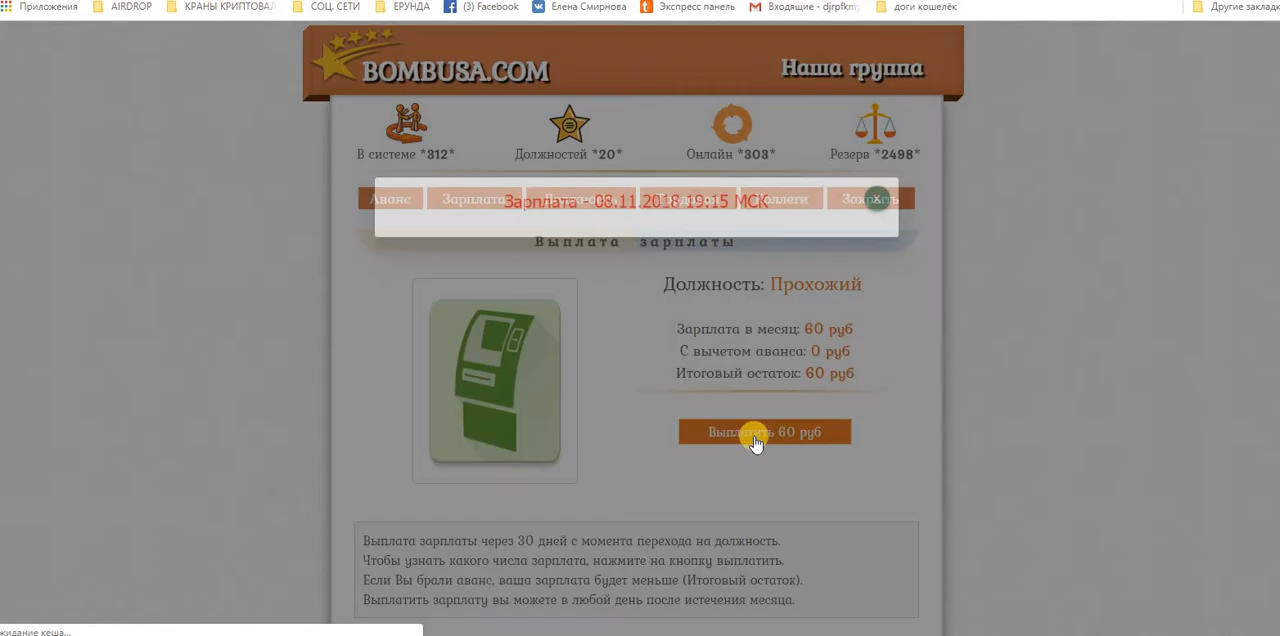 Приложения AIRDROP КРАНЫ КРИПТОВАЛ СОЦ. СЕТИ ЕРУНДА (3) Facebook Елена Смирнова Экспресс панель Входящие - djrpfkm доги кошелёк Другие заклад
BOMBUSA.COM Наша группа
В системе *312* Должностей *20* Онлайн *303* Резерв *2498*
Аванс Зарплата Коллеги Закрыть
Зарплата - 08.11.2018 19:15 МСК x
Выплата зарплаты
Должность: Прохожий
Зарплата в месяц: 60 руб
С вычетом аванса: 0 руб
Итоговый остаток: 60 руб
Выплатить 60 руб
Выплата зарплаты через 30 дней с момента перехода на должность.
Чтобы узнать какого числа зарплата, нажмите на кнопку выплатить.
Если Вы брали аванс, ваша зарплата будет меньше (Итоговый остаток).
Выплатить зарплату вы можете в любой день после истечения месяца.
жидание кеша...